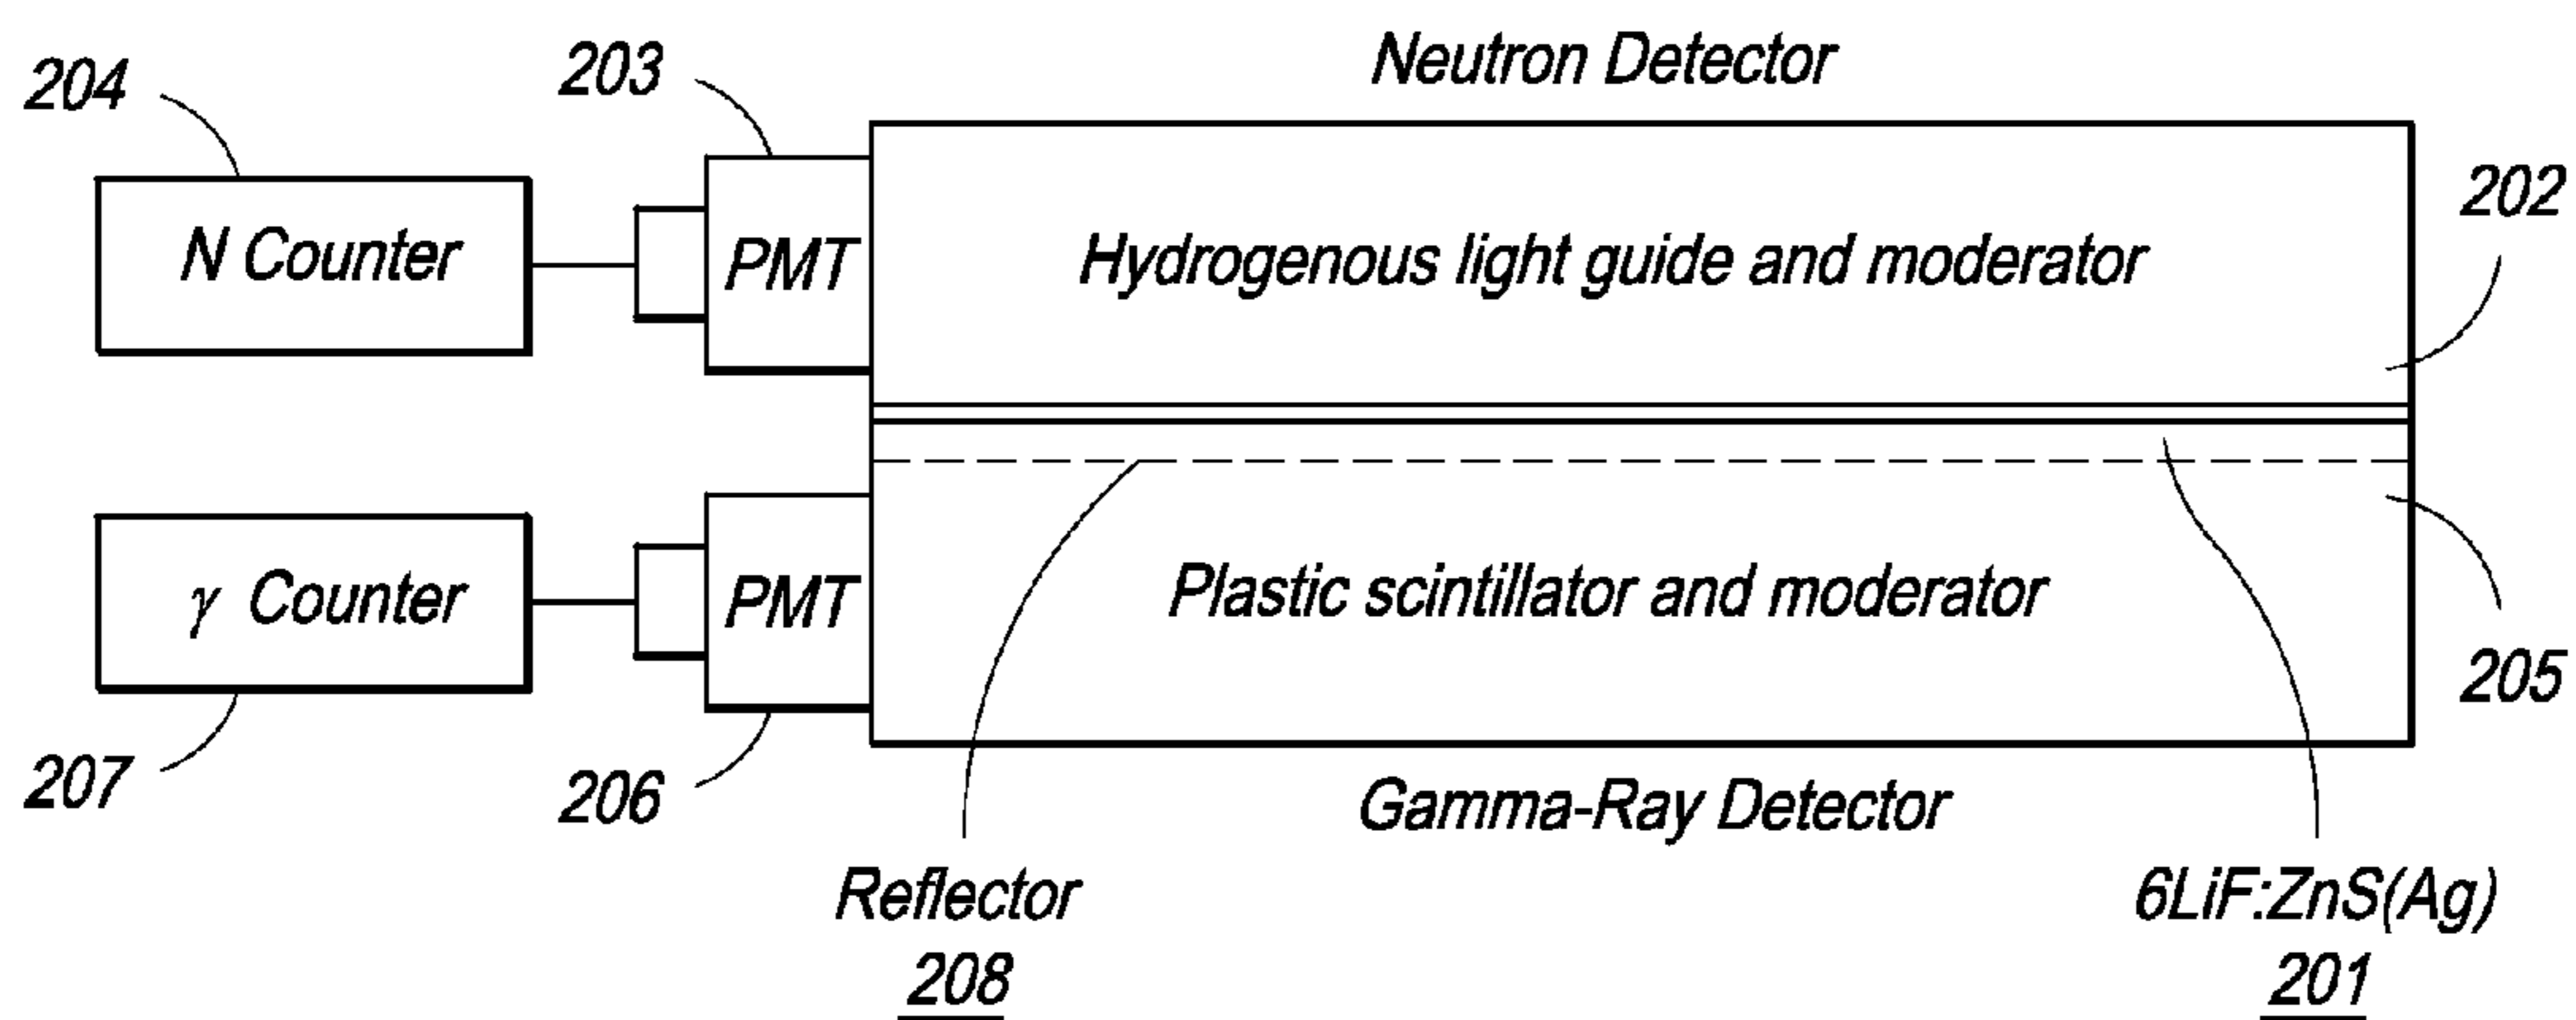 Neutron Detector
204
203
N Counter
PMT
Hydrogenous light guide and moderator
202
γ Counter
PMT
Plastic scintillator and moderator
205
207
206
Gamma-Ray Detector
Reflector
208
6LiF:ZnS(Ag)
201